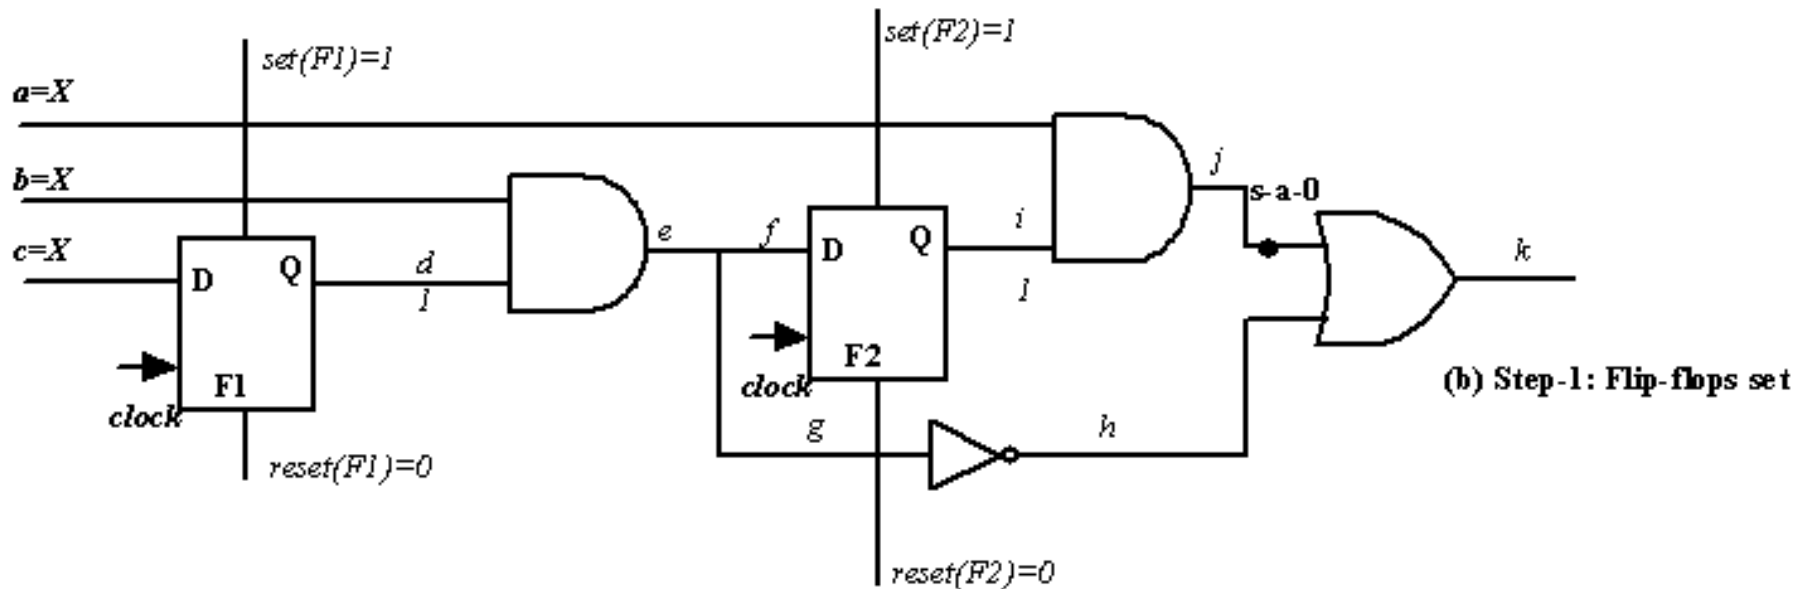 set(F1)=1
set(F2)=1
a=X
b=X
c=X
D
Q
F1
clock
reset(F1)=0
d
1
e
f
D
Q
F2
clock
g
reset(F2)=0
i
1
h
j
s-a-0
k
(b) Step-1: Flip-flops set